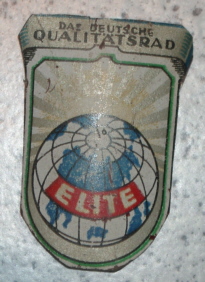 DAS DEUTSCHE
QUALITÄTSRAD
ELITE